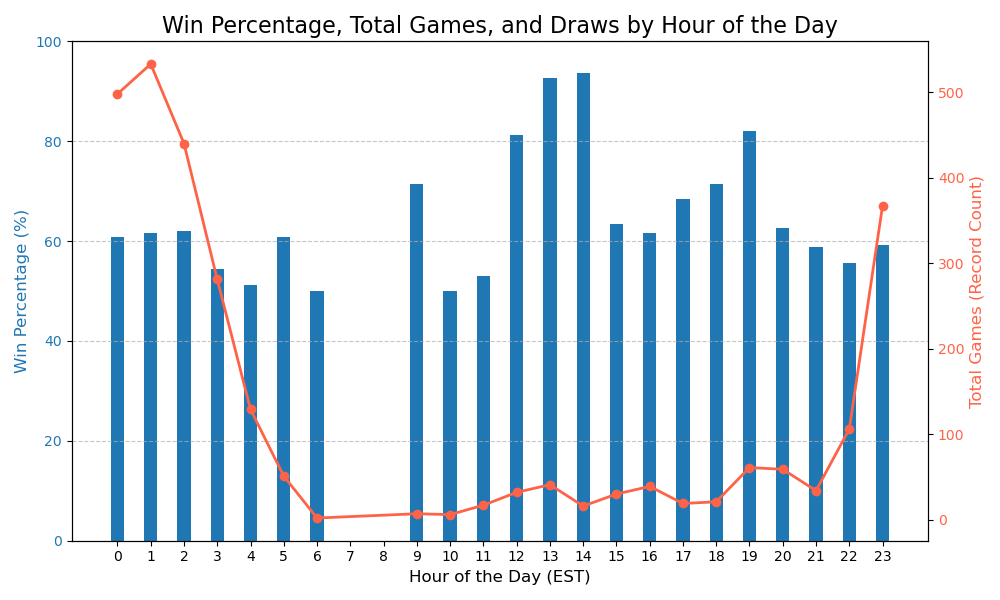 Win Percentage, Total Games, and Draws by Hour of the Day
100
80
60
40
20
0
Win Percentage (%)
500
400
300
200
100
0
Total Games (Record Count)
0 1 2 3 4 5 6 7 8 9 10 11 12 13 14 15 16 17 18 19 20 21 22 23
Hour of the Day (EST)